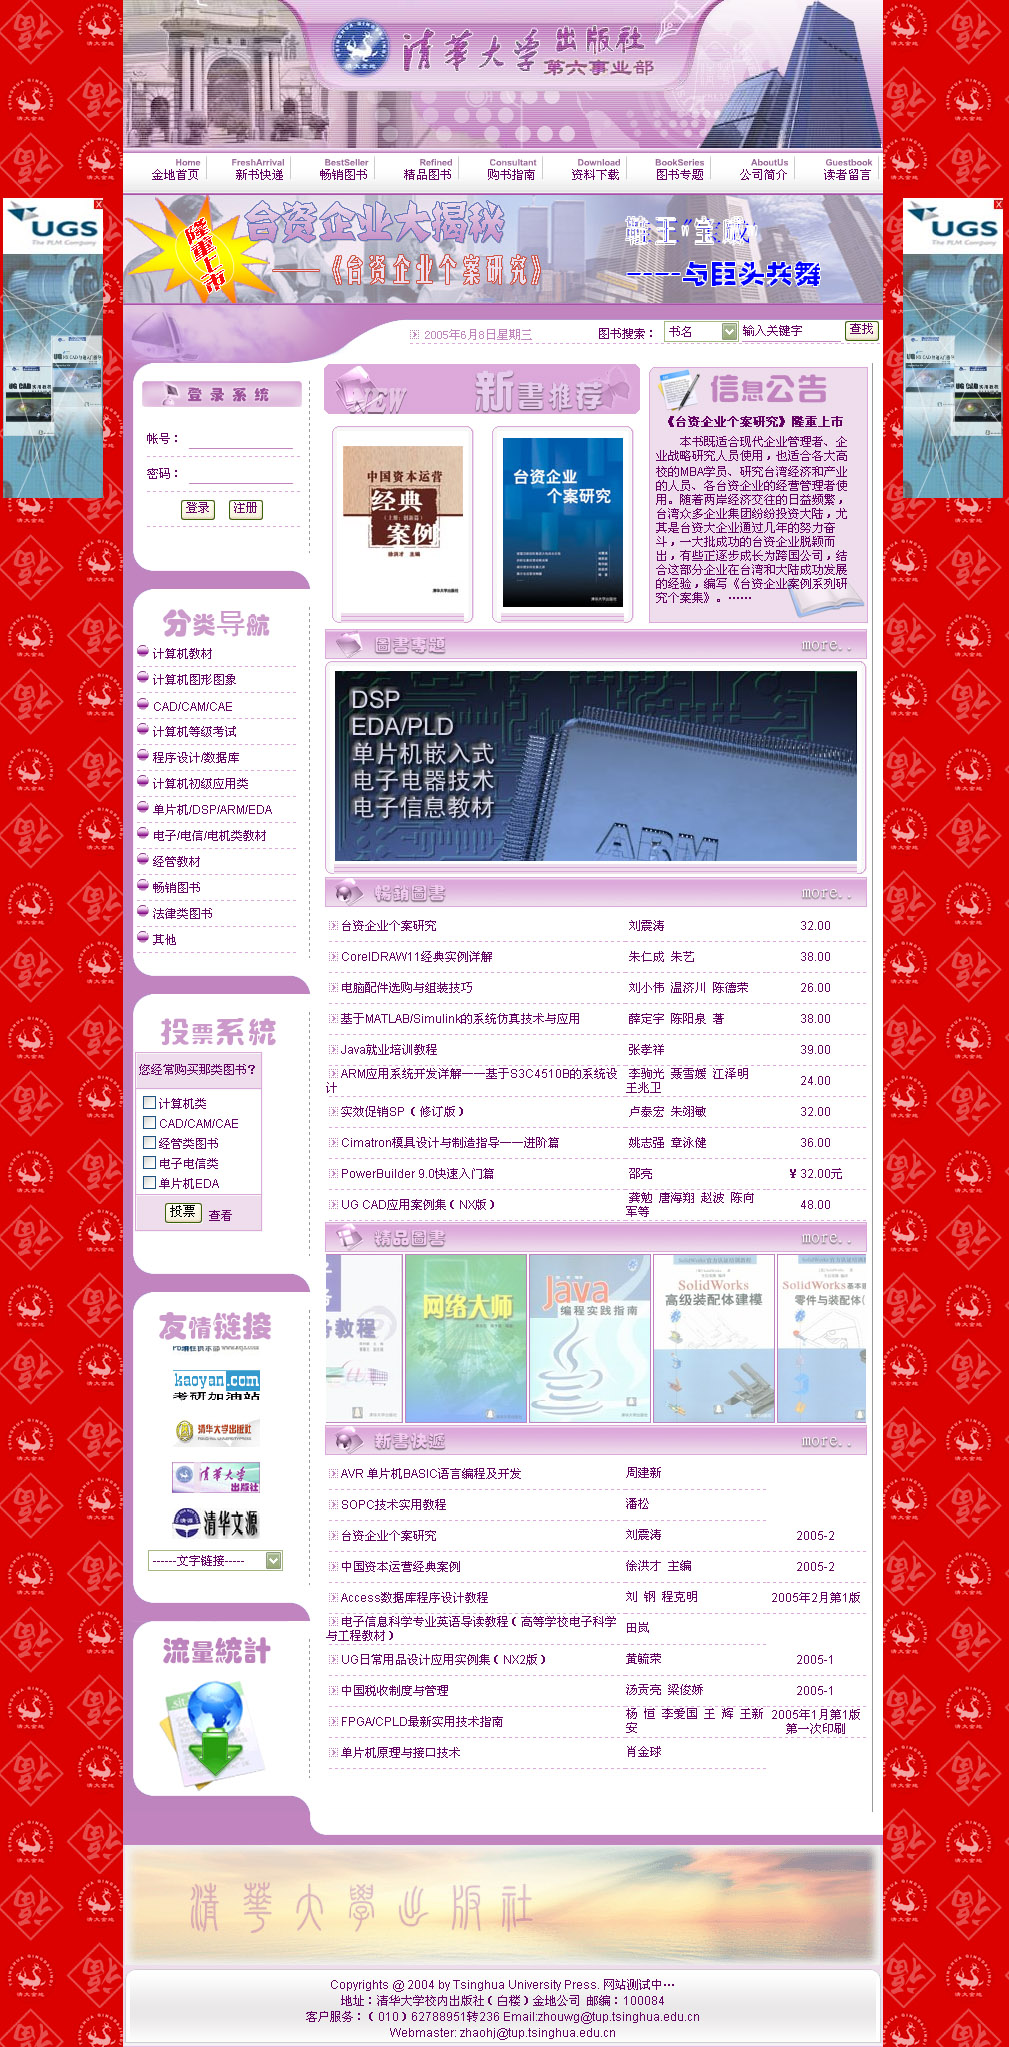 清華大学出版社
第六事业部
Home FreshArrival BestSeller Refined Consultant Download BookSeries AboutUs Guestbook
金地首页 新书快递 畅销图书 精品图书 购书指南 资料下载 图书专题 公司简介 读者留言
UGS
The PLM Company
隆重上市
台资企业大揭秘
——《台资企业个案研究》
鞋王"宝成"
----与巨头共舞
UGS
The PLM Company
2005年6月8日星期三
图书搜索： 书名 输入关键字 查找
登录系统
帐号：
密码：
登录 注册
NEW 新書推荐
中国资本运营
经典
（上册：创新篇）
案例
徐洪才 主编
清华大学出版社
台资企业
个案研究
清华大学出版社
信息公告
《台资企业个案研究》隆重上市
本书既适合现代企业管理者、企
业战略研究人员使用，也适合各大高
校的MBA学员、研究台湾经济和产业
的人员、各台资企业的经营管理者使
用。随着两岸经济交往的日益频繁，
台湾众多企业集团纷纷投资大陆，尤
其是台资大企业通过几年的努力奋
斗，一大批成功的台资企业脱颖而
出，有些正逐步成长为跨国公司，结
合这部分企业在台湾和大陆成功发展
的经验，编写《台资企业案例系列研
究个案集》。……
分类导航
计算机教材
计算机图形图象
CAD/CAM/CAE
计算机等级考试
程序设计/数据库
计算机初级应用类
单片机/DSP/ARM/EDA
电子/电信/电机类教材
经管教材
畅销图书
法律类图书
其他
圖書專題 more..
DSP
EDA/PLD
单片机嵌入式
电子电器技术
电子信息教材
ARM
暢銷圖書 more..
台资企业个案研究 刘震涛 32.00
CorelDRAW11经典实例详解 朱仁成 朱艺 38.00
电脑配件选购与组装技巧 刘小伟 温济川 陈德荣 26.00
基于MATLAB/Simulink的系统仿真技术与应用 薛定宇 陈阳泉 著 38.00
Java就业培训教程 张孝祥 39.00
ARM应用系统开发详解——基于S3C4510B的系统设计 李驹光 聂雪媛 江泽明 王兆卫 24.00
实效促销SP（修订版） 卢泰宏 朱翊敏 32.00
Cimatron模具设计与制造指导——进阶篇 姚志强 章泳健 36.00
PowerBuilder 9.0快速入门篇 邵亮 ￥32.00元
UG CAD应用案例集（NX版） 龚勉 唐海翔 赵波 陈向军等 48.00
投票系統
您经常购买那类图书？
计算机类
CAD/CAM/CAE
经管类图书
电子电信类
单片机EDA
投票 查看
精品圖書 more..
务教程
网络大师
Java
编程实践指南
SolidWorks
高级装配体建模
SolidWorks
零件与装配体(
友情链接
kaoyan.com
考研加油站
清华大学出版社
清華大学
出版社
清华文源
------文字链接-----
新書快遞 more..
AVR 单片机BASIC语言编程及开发 周建新
SOPC技术实用教程 潘松
台资企业个案研究 刘震涛 2005-2
中国资本运营经典案例 徐洪才 主编 2005-2
Access数据库程序设计教程 刘 钢 程克明 2005年2月第1版
电子信息科学专业英语导读教程（高等学校电子科学与工程教材） 田岚
UG日常用品设计应用实例集（NX2版） 黄毓荣 2005-1
中国税收制度与管理 汤贡亮 梁俊娇 2005-1
FPGA/CPLD最新实用技术指南 杨 恒 李爱国 王 辉 王新安 2005年1月第1版第一次印刷
单片机原理与接口技术 肖金球
流量統計
清華大學出版社
Copyrights @ 2004 by Tsinghua University Press. 网站测试中…
地址：清华大学校内出版社（白楼）金地公司 邮编：100084
客户服务：（010）62788951转236 Email:zhouwg@tup.tsinghua.edu.cn
Webmaster: zhaohj@tup.tsinghua.edu.cn